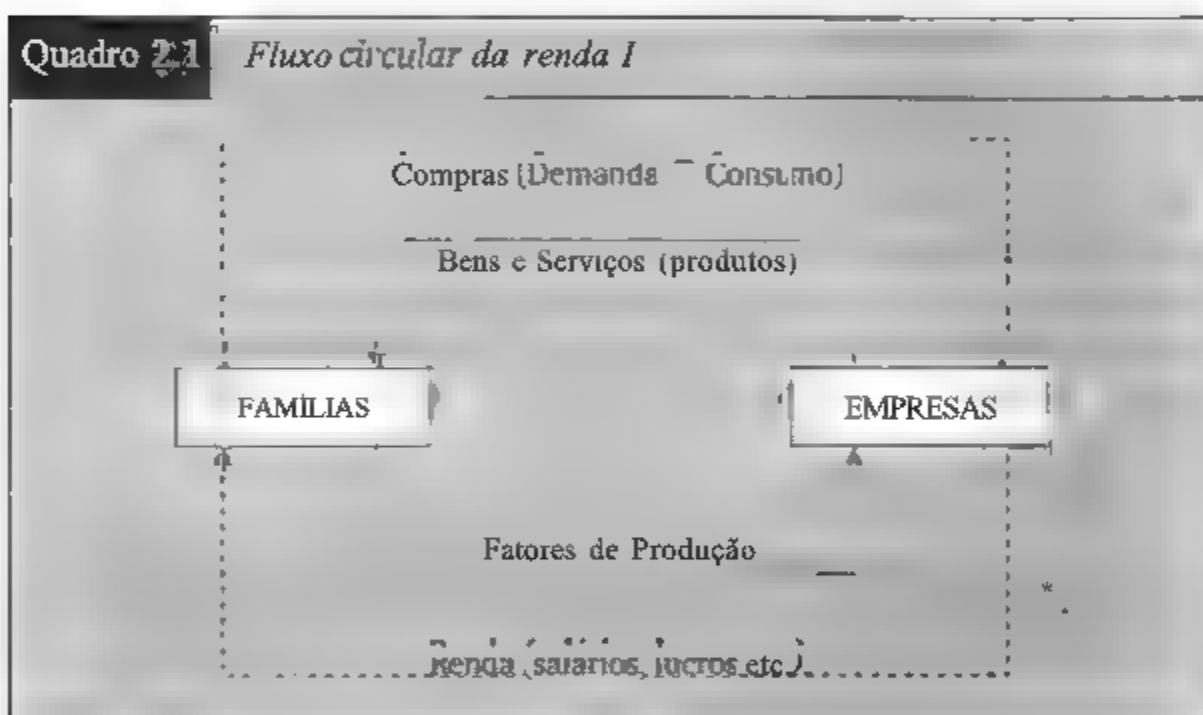 Quadro 2.1 Fluxo circular da renda I
Compras (Demanda - Consumo)
Bens e Serviços (produtos)
FAMÍLIAS
EMPRESAS
Fatores de Produção
Renda (salários, lucros etc.)